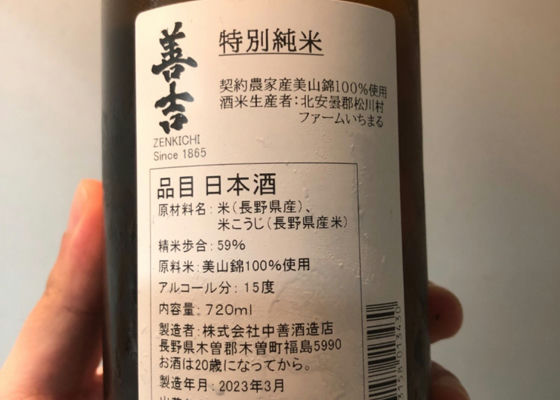 善吉
ZENKICHI
Since 1865
特別純米
契約農家産美山錦100%使用
酒米生産者：北安曇郡松川村
ファームいちまる
品目 日本酒
原材料名：米（長野県産）、
米こうじ（長野県産米）
精米歩合：59%
原料米：美山錦100%使用
アルコール分：15度
内容量：720ml
製造者：株式会社中善酒造店
長野県木曽郡木曽町福島5990
お酒は20歳になってから。
製造年月：2023年3月